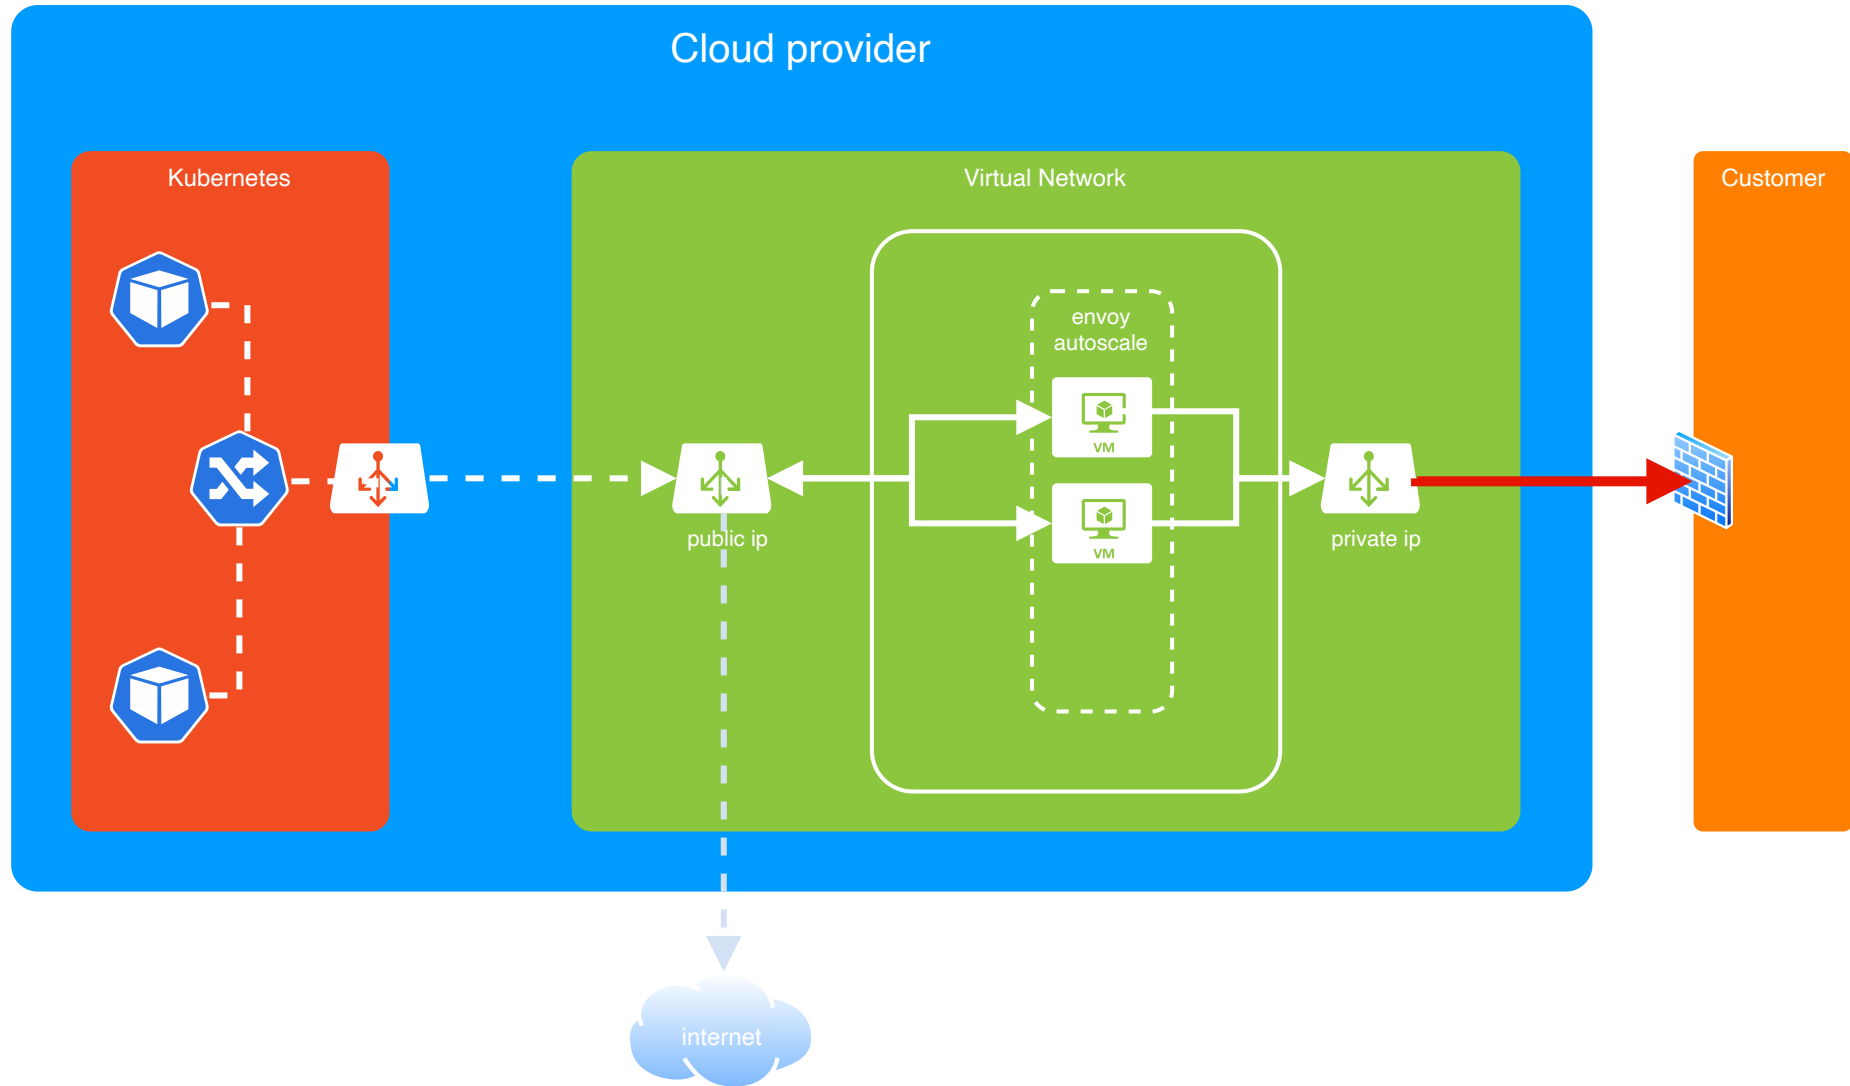 Cloud provider
Kubernetes
Virtual Network
Customer
envoy
autoscale
VM
VM
public ip
private ip
internet